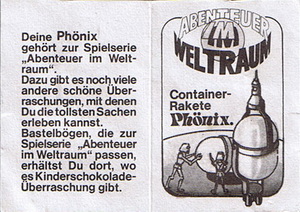 Deine Phönix
gehört zur Spielserie
„Abenteuer im Welt-
raum".
Dazu gibt es noch viele
andere schöne Über-
raschungen, mit denen
Du die tollsten Sachen
erleben kannst.
Bastelbögen, die zur
Spielserie „Abenteuer
im Weltraum" passen,
erhältst Du dort, wo
es Kinderschokolade-
Überraschung gibt.
ABENTEUER
IM
WELTRAUM
Container-
Rakete
Phönix.